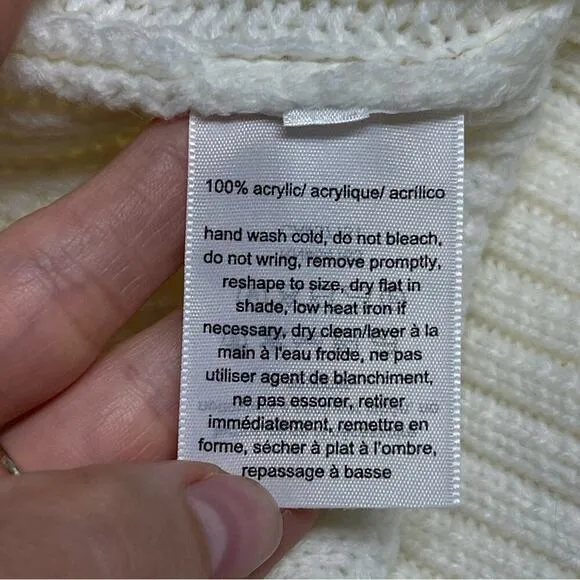 100% acrylic/ acrylique/ acrílico
hand wash cold, do not bleach,
do not wring, remove promptly,
reshape to size, dry flat in
shade, low heat iron if
necessary, dry clean/laver à la
main à l'eau froide, ne pas
utiliser agent de blanchiment,
ne pas essorer, retirer
immédiatement, remettre en
forme, sécher à plat à l'ombre,
repassage à basse